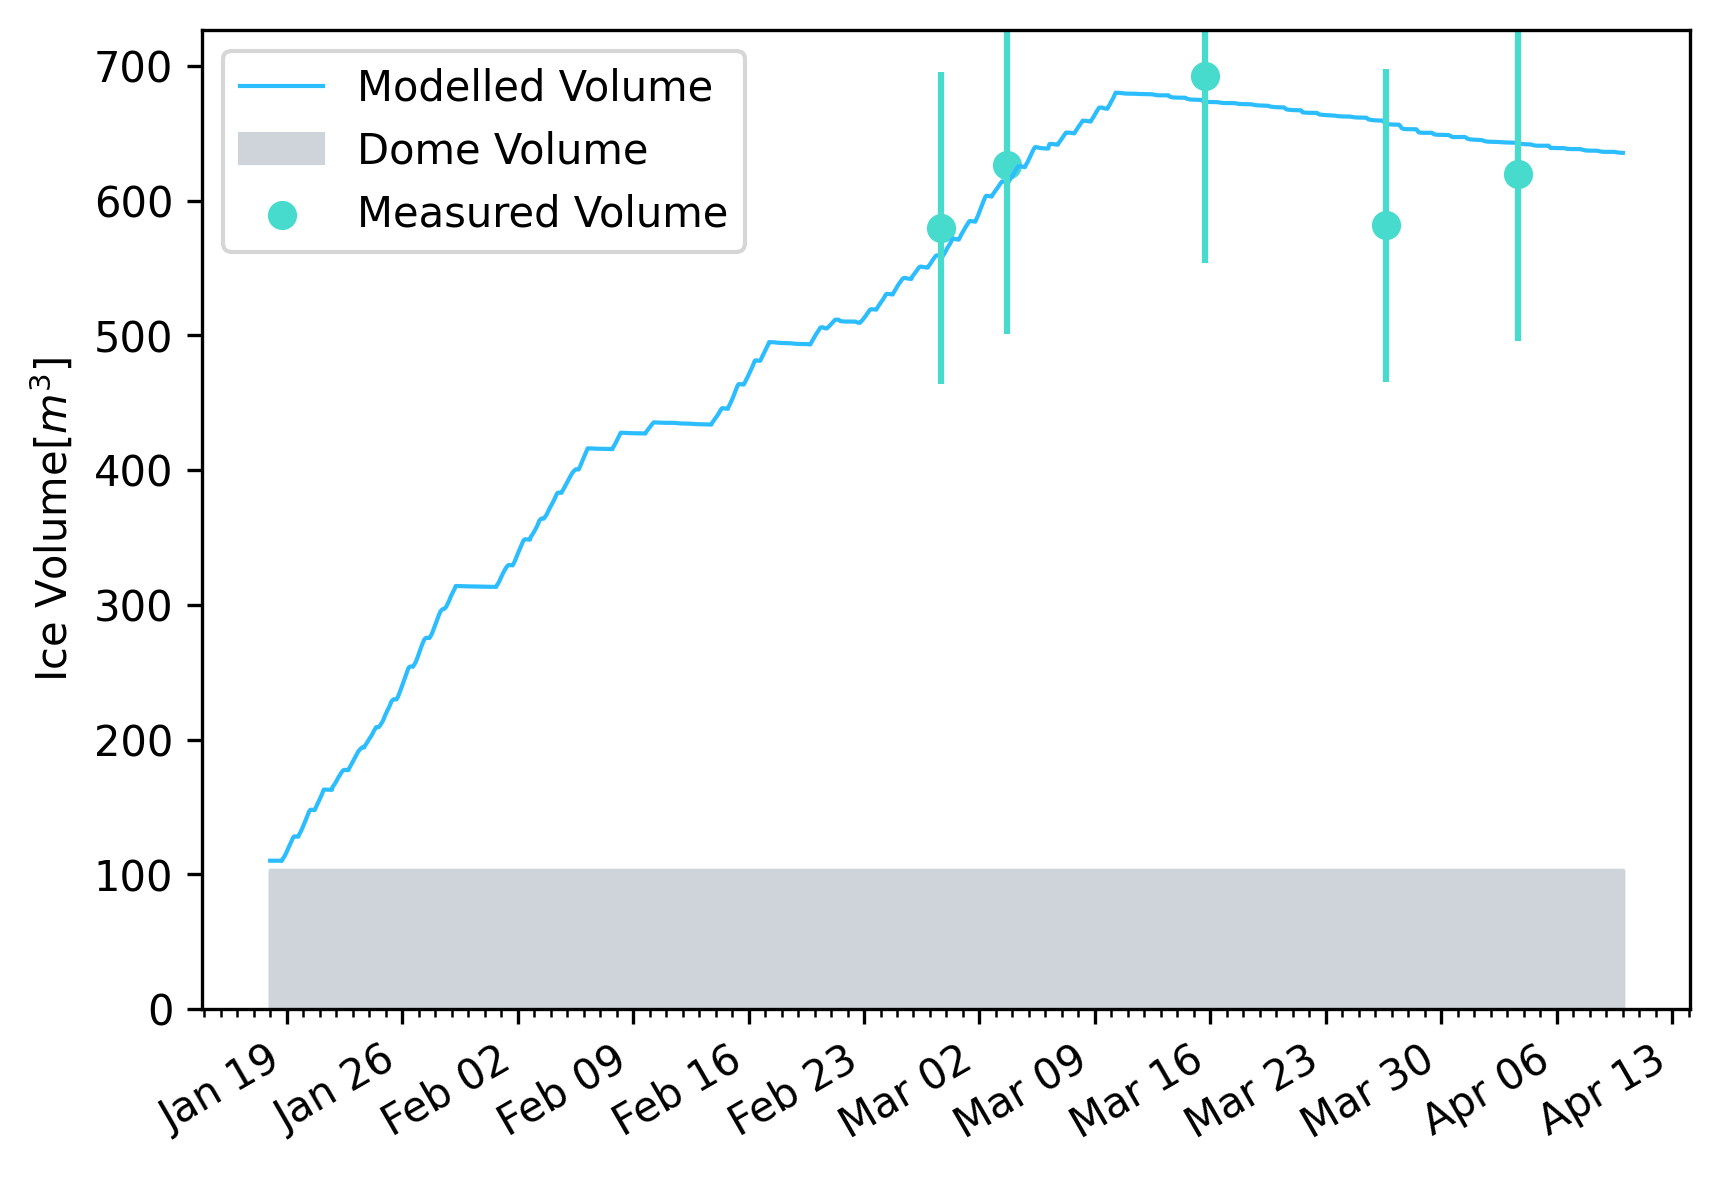 Modelled Volume
Dome Volume
Measured Volume
Ice Volume[$m^3$]
700
600
500
400
300
200
100
0
Jan 19
Jan 26
Feb 02
Feb 09
Feb 16
Feb 23
Mar 02
Mar 09
Mar 16
Mar 23
Mar 30
Apr 06
Apr 13